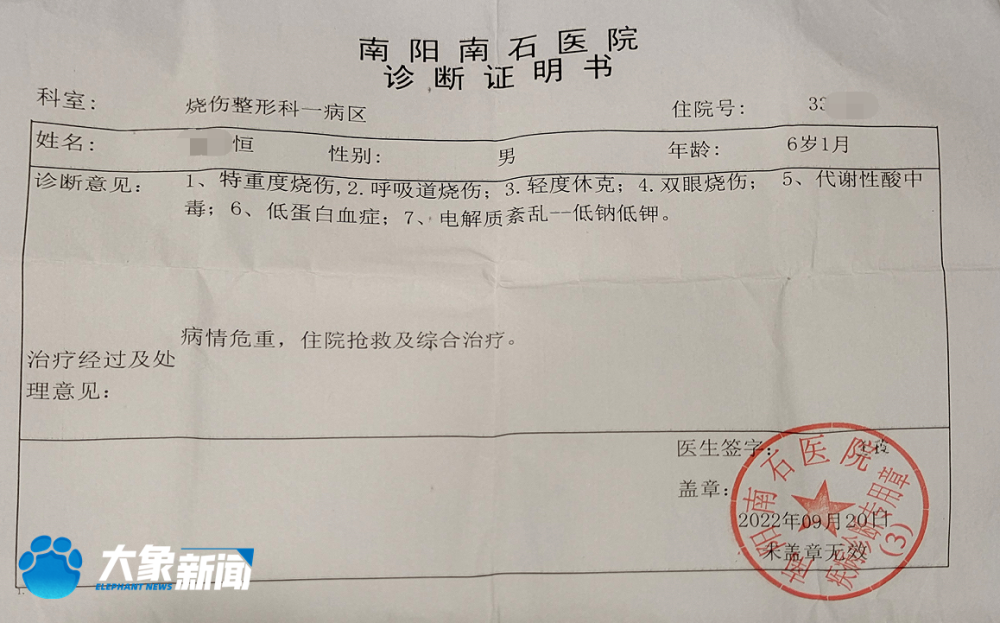 南阳南石医院
诊断证明书
科室： 烧伤整形科一病区 住院号： 33
姓名： 恒 性别： 男 年龄： 6岁1月
诊断意见： 1、特重度烧伤,2.呼吸道烧伤；3.轻度休克；4.双眼烧伤； 5、代谢性酸中
毒；6、低蛋白血症；7、电解质紊乱--低钠低钾。
病情危重，住院抢救及综合治疗。
治疗经过及处
理意见：
医生签字：
盖章：
2022年09月20日
未盖章无效
南阳南石医院
疾病诊断专用章
(3)
大象新闻
ELEPHANT NEWS
1.